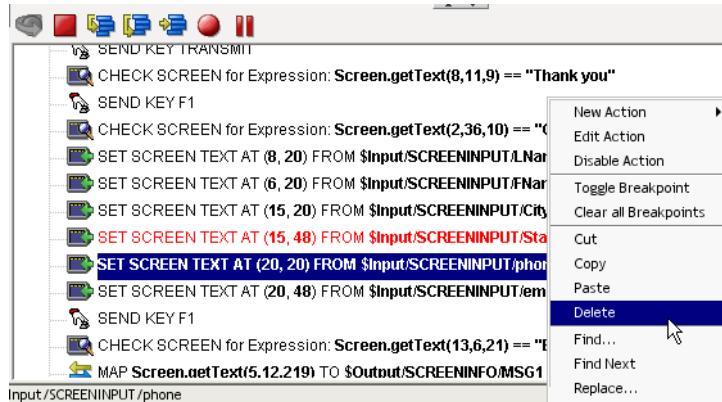 SEND KEY TRANSMIT
CHECK SCREEN for Expression: Screen.getText(8,11,9) == "Thank you"
SEND KEY F1
CHECK SCREEN for Expression: Screen.getText(2,36,10) == "
SET SCREEN TEXT AT (8, 20) FROM $Input/SCREENINPUT/LNar
SET SCREEN TEXT AT (6, 20) FROM $Input/SCREENINPUT/FNar
SET SCREEN TEXT AT (15, 20) FROM $Input/SCREENINPUT/City
SET SCREEN TEXT AT (15, 48) FROM $Input/SCREENINPUT/Sta
SET SCREEN TEXT AT (20, 20) FROM $Input/SCREENINPUT/phon
SET SCREEN TEXT AT (20, 48) FROM $Input/SCREENINPUT/em
SEND KEY F1
CHECK SCREEN for Expression: Screen.getText(13,6,21) == "E
MAP Screen.getText(5,12,219) TO $Output/SCREENINFO/MSG1
Input/SCREENINPUT/phone
New Action
Edit Action
Disable Action
Toggle Breakpoint
Clear all Breakpoints
Cut
Copy
Paste
Delete
Find...
Find Next
Replace...